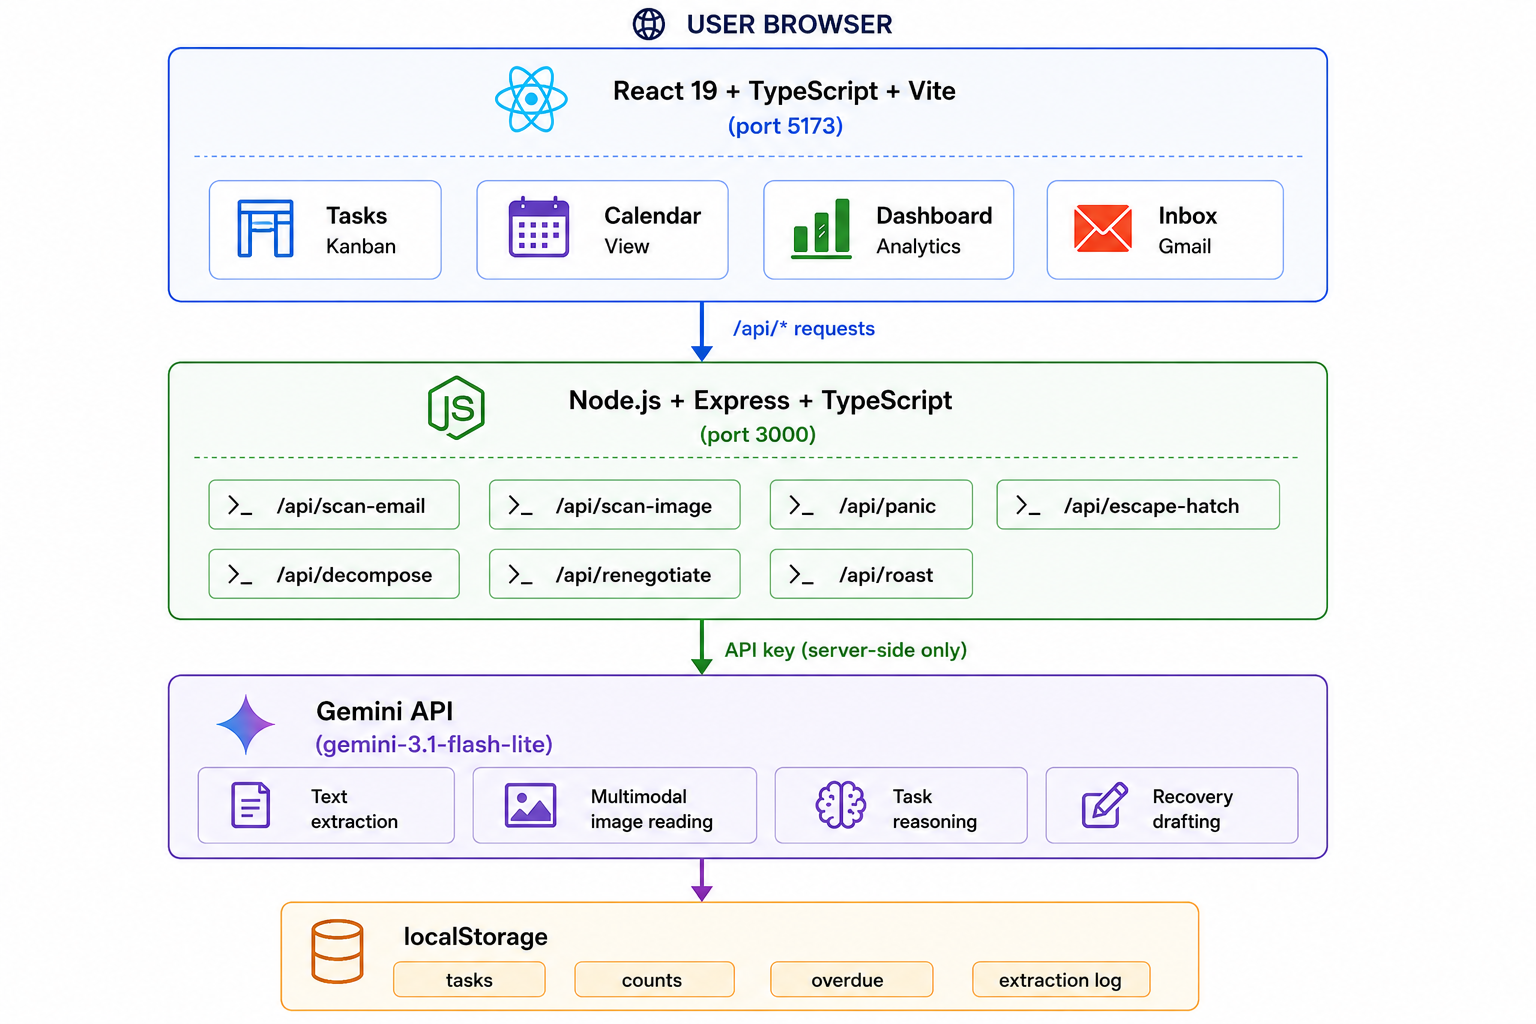 USER BROWSER
React 19 + TypeScript + Vite
(port 5173)
Tasks
Kanban
Calendar
View
Dashboard
Analytics
Inbox
Gmail
/api/* requests
JS
Node.js + Express + TypeScript
(port 3000)
>_ /api/scan-email
>_ /api/scan-image
>_ /api/panic
>_ /api/escape-hatch
>_ /api/decompose
>_ /api/renegotiate
>_ /api/roast
API key (server-side only)
Gemini API
(gemini-3.1-flash-lite)
Text
extraction
Multimodal
image reading
Task
reasoning
Recovery
drafting
localStorage
tasks
counts
overdue
extraction log